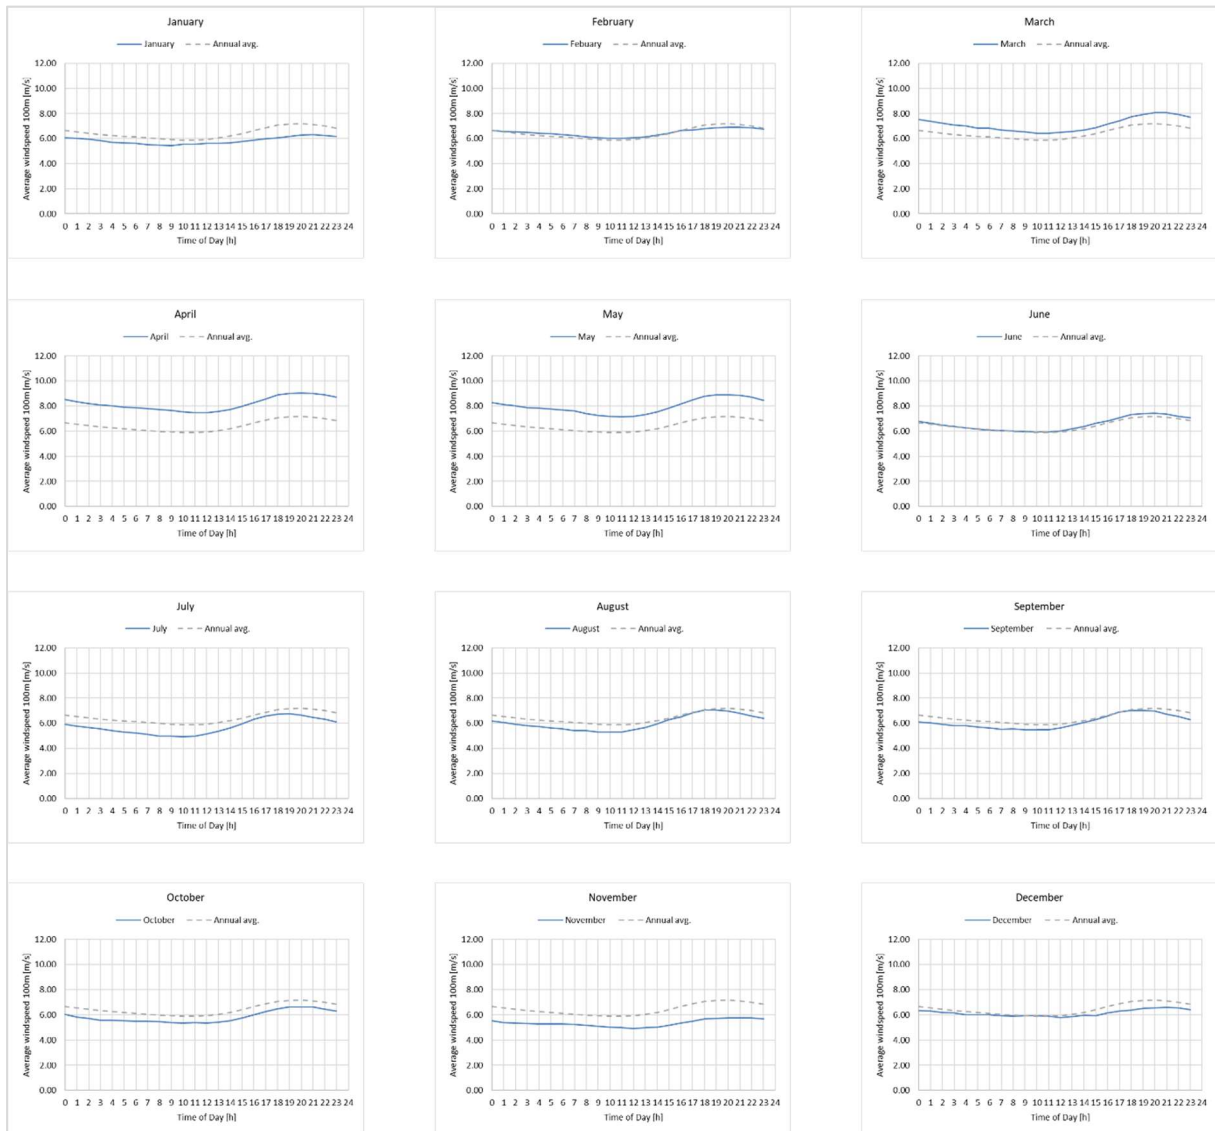 January
January Annual avg.
Average windspeed 100m [m/s]
12.00
10.00
8.00
6.00
4.00
2.00
0.00
0 1 2 3 4 5 6 7 8 9 10 11 12 13 14 15 16 17 18 19 20 21 22 23 24
Time of Day [h]
February
Febuary Annual avg.
Average windspeed 100m [m/s]
12.00
10.00
8.00
6.00
4.00
2.00
0.00
0 1 2 3 4 5 6 7 8 9 10 11 12 13 14 15 16 17 18 19 20 21 22 23 24
Time of Day [h]
March
March Annual avg.
Average windspeed 100m [m/s]
12.00
10.00
8.00
6.00
4.00
2.00
0.00
0 1 2 3 4 5 6 7 8 9 10 11 12 13 14 15 16 17 18 19 20 21 22 23 24
Time of Day [h]
April
April Annual avg.
Average windspeed 100m [m/s]
12.00
10.00
8.00
6.00
4.00
2.00
0.00
0 1 2 3 4 5 6 7 8 9 10 11 12 13 14 15 16 17 18 19 20 21 22 23 24
Time of Day [h]
May
May Annual avg.
Average windspeed 100m [m/s]
12.00
10.00
8.00
6.00
4.00
2.00
0.00
0 1 2 3 4 5 6 7 8 9 10 11 12 13 14 15 16 17 18 19 20 21 22 23 24
Time of Day [h]
June
June Annual avg.
Average windspeed 100m [m/s]
12.00
10.00
8.00
6.00
4.00
2.00
0.00
0 1 2 3 4 5 6 7 8 9 10 11 12 13 14 15 16 17 18 19 20 21 22 23 24
Time of Day [h]
July
July Annual avg.
Average windspeed 100m [m/s]
12.00
10.00
8.00
6.00
4.00
2.00
0.00
0 1 2 3 4 5 6 7 8 9 10 11 12 13 14 15 16 17 18 19 20 21 22 23 24
Time of Day [h]
August
August Annual avg.
Average windspeed 100m [m/s]
12.00
10.00
8.00
6.00
4.00
2.00
0.00
0 1 2 3 4 5 6 7 8 9 10 11 12 13 14 15 16 17 18 19 20 21 22 23 24
Time of Day [h]
September
September Annual avg.
Average windspeed 100m [m/s]
12.00
10.00
8.00
6.00
4.00
2.00
0.00
0 1 2 3 4 5 6 7 8 9 10 11 12 13 14 15 16 17 18 19 20 21 22 23 24
Time of Day [h]
October
October Annual avg.
Average windspeed 100m [m/s]
12.00
10.00
8.00
6.00
4.00
2.00
0.00
0 1 2 3 4 5 6 7 8 9 10 11 12 13 14 15 16 17 18 19 20 21 22 23 24
Time of Day [h]
November
November Annual avg.
Average windspeed 100m [m/s]
12.00
10.00
8.00
6.00
4.00
2.00
0.00
0 1 2 3 4 5 6 7 8 9 10 11 12 13 14 15 16 17 18 19 20 21 22 23 24
Time of Day [h]
December
December Annual avg.
Average windspeed 100m [m/s]
12.00
10.00
8.00
6.00
4.00
2.00
0.00
0 1 2 3 4 5 6 7 8 9 10 11 12 13 14 15 16 17 18 19 20 21 22 23 24
Time of Day [h]